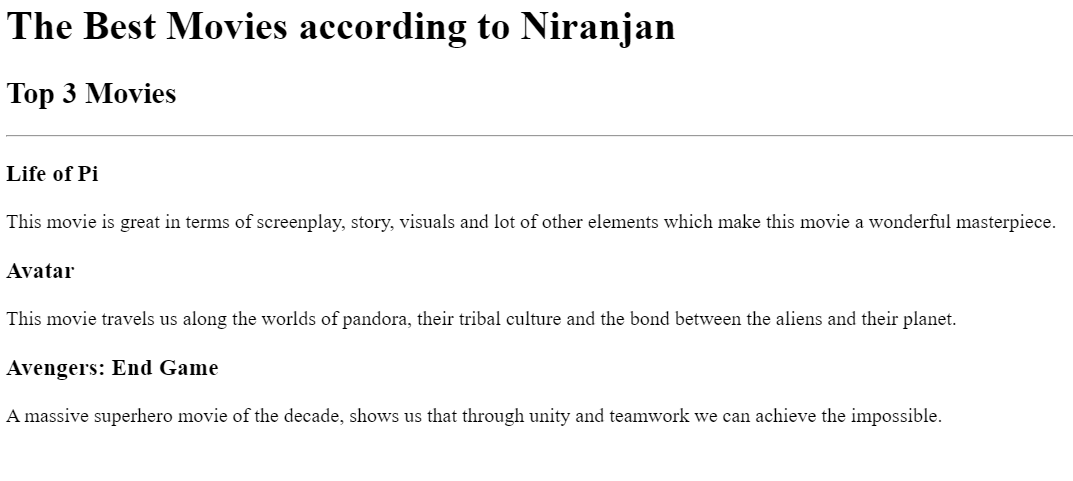 The Best Movies according to Niranjan
Top 3 Movies
Life of Pi
This movie is great in terms of screenplay, story, visuals and lot of other elements which make this movie a wonderful masterpiece.
Avatar
This movie travels us along the worlds of pandora, their tribal culture and the bond between the aliens and their planet.
Avengers: End Game
A massive superhero movie of the decade, shows us that through unity and teamwork we can achieve the impossible.